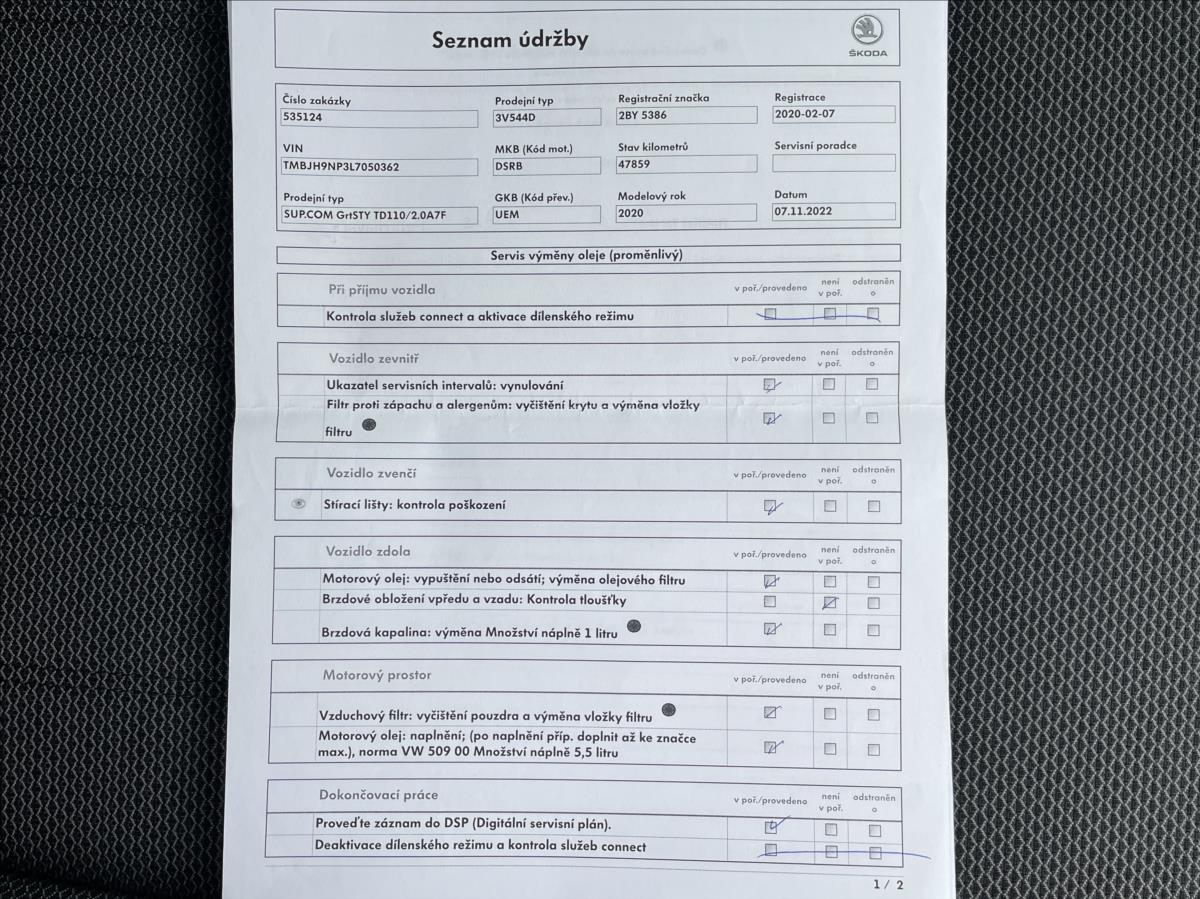 Seznam údržby
ŠKODA
Číslo zakázky Prodejní typ Registrační značka Registrace
535124 3V544D 2BY 5386 2020-02-07
VIN MKB (Kód mot.) Stav kilometrů Servisní poradce
TMBJH9NP3L7050362 DSRB 47859
Prodejní typ GKB (Kód přev.) Modelový rok Datum
SUP.COM GrtSTY TD110/2.0A7F UEM 2020 07.11.2022
Servis výměny oleje (proměnlivý)
Při příjmu vozidla v poř./provedeno není v poř. odstraněn o
Kontrola služeb connect a aktivace dílenského režimu
Vozidlo zevnitř v poř./provedeno není v poř. odstraněn o
Ukazatel servisních intervalů: vynulování
Filtr proti zápachu a alergenům: vyčištění krytu a výměna vložky
filtru
Vozidlo zvenčí v poř./provedeno není v poř. odstraněn o
Stírací lišty: kontrola poškození
Vozidlo zdola v poř./provedeno není v poř. odstraněn o
Motorový olej: vypuštění nebo odsátí; výměna olejového filtru
Brzdové obložení vpředu a vzadu: Kontrola tloušťky
Brzdová kapalina: výměna Množství náplně 1 litru
Motorový prostor v poř./provedeno není v poř. odstraněn o
Vzduchový filtr: vyčištění pouzdra a výměna vložky filtru
Motorový olej: naplnění; (po naplnění příp. doplnit až ke značce
max.), norma VW 509 00 Množství náplně 5,5 litru
Dokončovací práce v poř./provedeno není v poř. odstraněn o
Proveďte záznam do DSP (Digitální servisní plán).
Deaktivace dílenského režimu a kontrola služeb connect
1 / 2